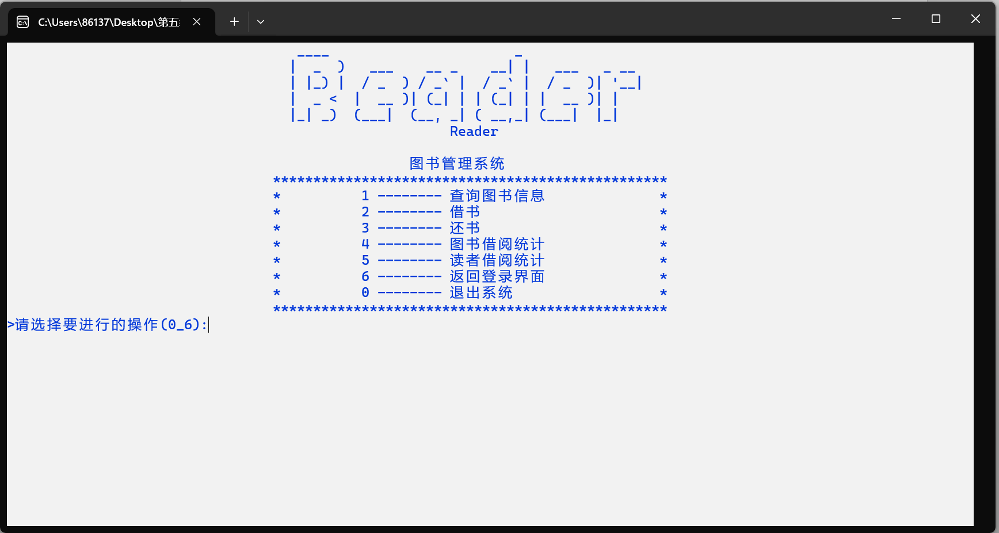 C:\Users\86137\Desktop\第五
 ____                       _
|  _  )   ___    __ _    __| |   ___   _ __
| |_) |  / _  ) / _` |  / _` |  / _  )| '__|
|  _ <  |  __ )| (_| | | (_| | |  __ )| |
|_| _)  (___|  (__, _| ( __,_| (___|  |_|
Reader
图书管理系统
*************************************************
* 1 -------- 查询图书信息 *
* 2 -------- 借书 *
* 3 -------- 还书 *
* 4 -------- 图书借阅统计 *
* 5 -------- 读者借阅统计 *
* 6 -------- 返回登录界面 *
* 0 -------- 退出系统 *
*************************************************
>请选择要进行的操作(0_6):